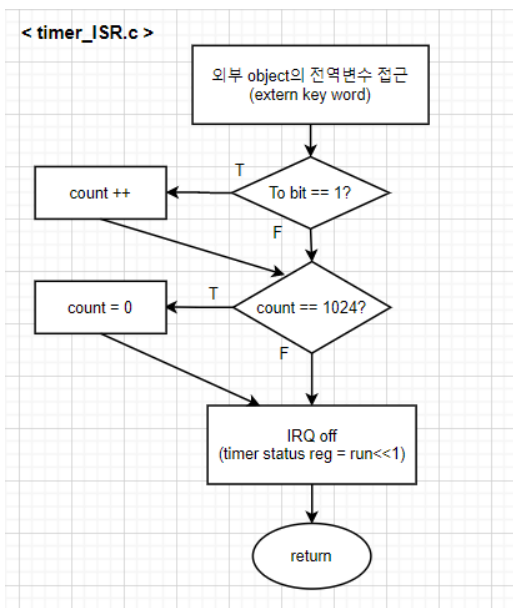 < timer_ISR.c >
외부 object의 전역변수 접근
(extern key word)
T
count ++
To bit == 1?
F
T
count = 0
count == 1024?
F
IRQ off
(timer status reg = run<<1)
return